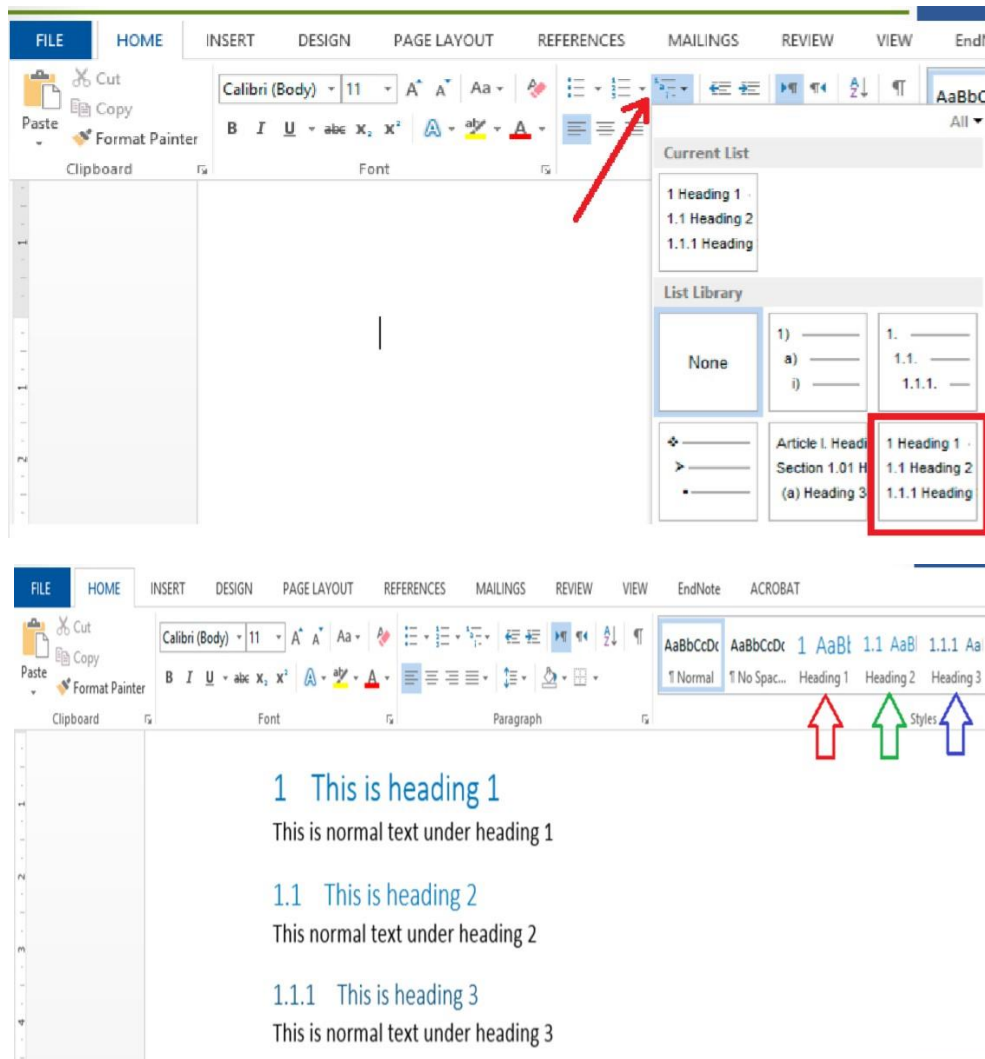 FILE HOME INSERT DESIGN PAGE LAYOUT REFERENCES MAILINGS REVIEW VIEW
Cut
Copy
Format Painter
Paste
Calibri (Body) 11 A A Aa
B I U abc X₂ X² A aby A
AaBbC
Clipboard Font
All
Current List
1 Heading 1
1.1 Heading 2
1.1.1 Heading
List Library
None
1)
a)
i)
1.
1.1.
1.1.1.
Article I. Headi
Section 1.01 H
(a) Heading 3
1 Heading 1
1.1 Heading 2
1.1.1 Heading
FILE HOME INSERT DESIGN PAGE LAYOUT REFERENCES MAILINGS REVIEW VIEW EndNote ACROBAT
Cut
Copy
Format Painter
Paste
Calibri (Body) 11 A A Aa
B I U abc X₂ X² A aby A
AaBbCcDc AaBbCcDc 1 AaBb 1.1 AaB 1.1.1 Aa
¶ Normal ¶ No Spac... Heading 1 Heading 2 Heading 3
Clipboard Font Paragraph Styles
1 This is heading 1
This is normal text under heading 1
1.1 This is heading 2
This normal text under heading 2
1.1.1 This is heading 3
This is normal text under heading 3